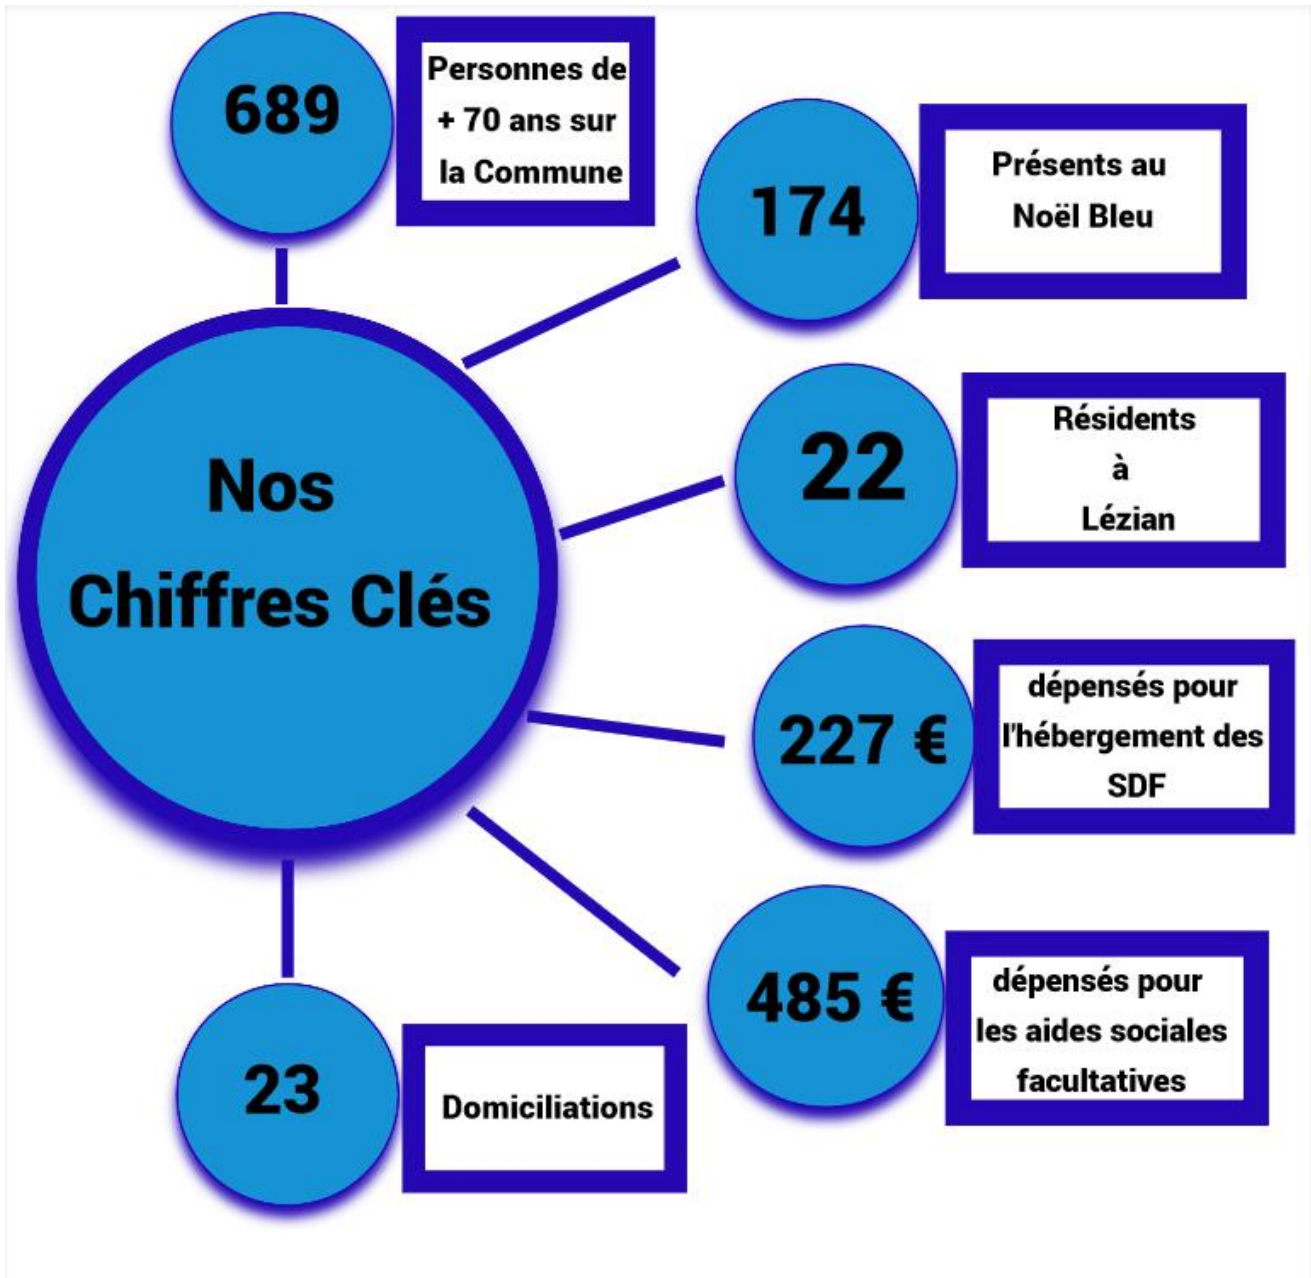 689
Personnes de
+ 70 ans sur
la Commune
174
Présents au
Noël Bleu
22
Résidents
à
Lézian
Nos
Chiffres Clés
227 €
dépensés pour
l'hébergement des
SDF
485 €
dépensés pour
les aides sociales
facultatives
23
Domiciliations